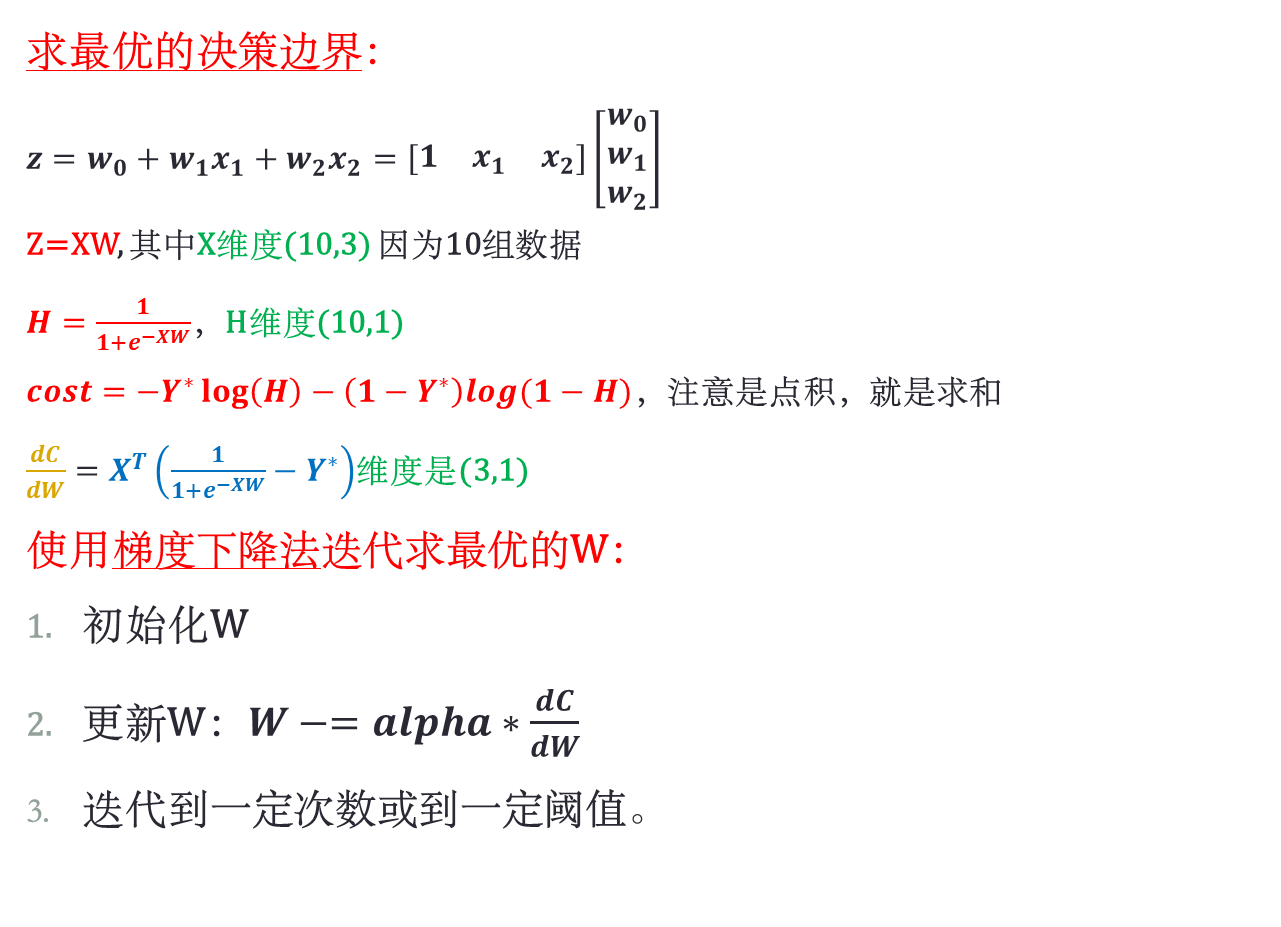 求最优的决策边界：
z = w₀ + w₁x₁ + w₂x₂ = [1 x₁ x₂] [w₀ w₁ w₂]
Z=XW, 其中X维度(10,3) 因为10组数据
H = 1/(1+e^(−XW))，H维度(10,1)
cost = −Y* log(H) − (1 − Y*)log(1 − H)，注意是点积，就是求和
dC/dW = Xᵀ(1/(1+e^(−XW)) − Y*)维度是(3,1)
使用梯度下降法迭代求最优的W：
1. 初始化W
2. 更新W：W −= alpha * dC/dW
3. 迭代到一定次数或到一定阈值。